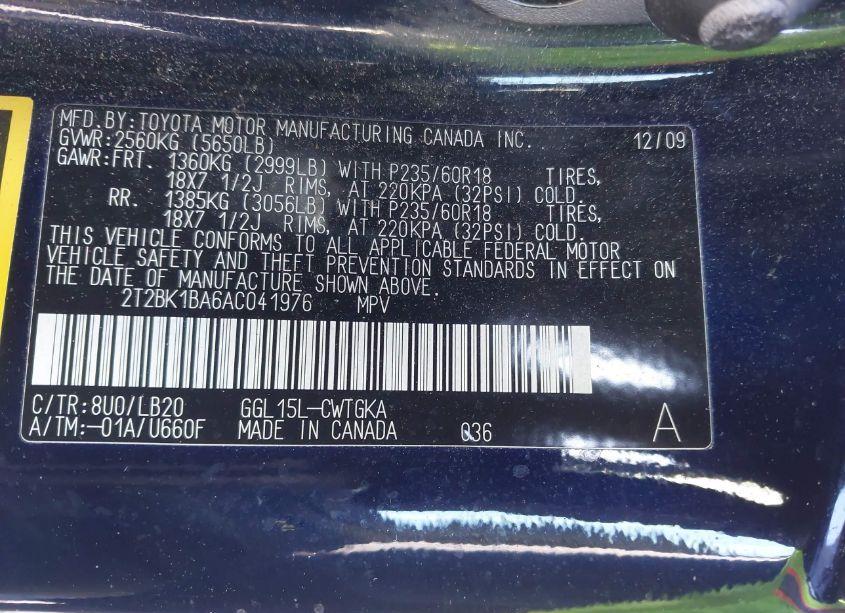 MFD.BY:TOYOTA MOTOR MANUFACTURING CANADA INC. 12/09
GVWR:2560KG (5650LB)
GAWR:FRT. 1360KG (2999LB) WITH P235/60R18 TIRES,
18X7 1/2J RIMS, AT 220KPA (32PSI) COLD.
RR. 1385KG (3056LB) WITH P235/60R18 TIRES,
18X7 1/2J RIMS, AT 220KPA (32PSI) COLD.
THIS VEHICLE CONFORMS TO ALL APPLICABLE FEDERAL MOTOR
VEHICLE SAFETY AND THEFT PREVENTION STANDARDS IN EFFECT ON
THE DATE OF MANUFACTURE SHOWN ABOVE.
2T2BK1BA6AC041976 MPV
C/TR:8U0/LB20 GGL15L-CWTGKA
A/TM:-01A/U660F MADE IN CANADA 036 A